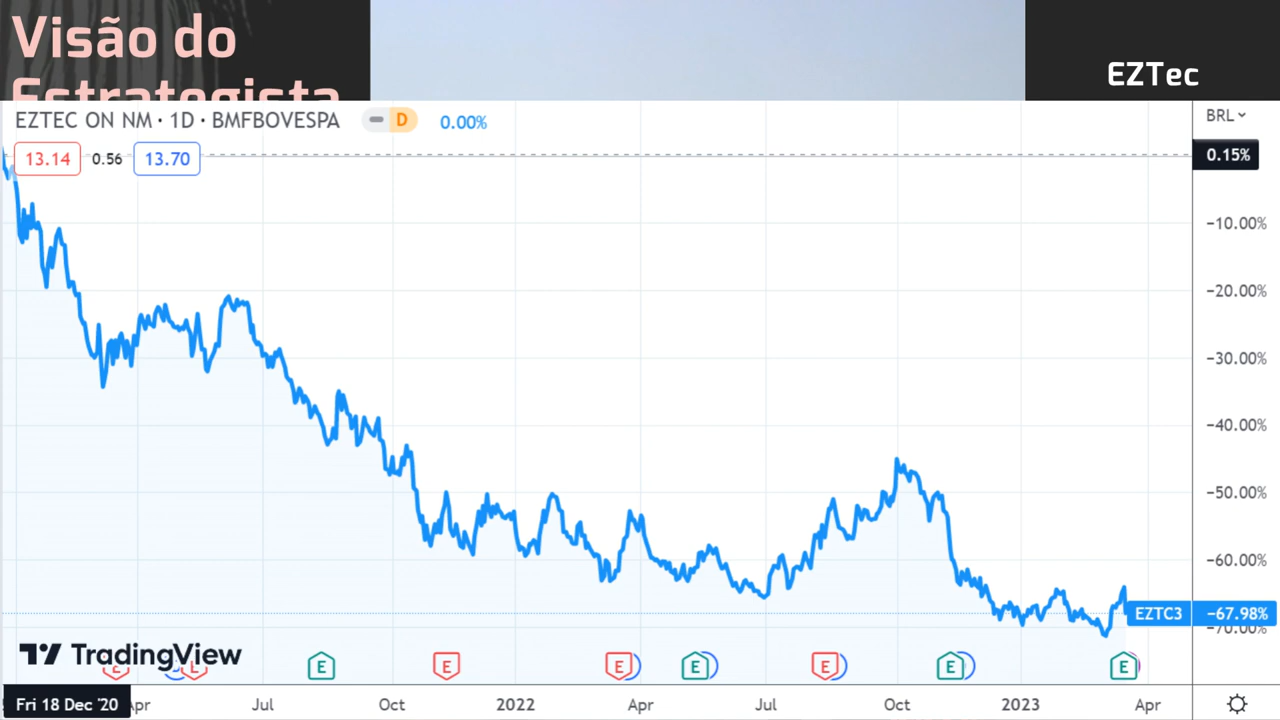 Visão do
Estrategista
EZTec
EZTEC ON NM · 1D · BMFBOVESPA
D
0.00%
BRL
13.14
0.56
13.70
0.15%
−10.00%
−20.00%
−30.00%
−40.00%
−50.00%
−60.00%
EZTC3
−67.98%
−70.00%
TradingView
E
E
E
E
E
E
E
E
Fri 18 Dec '20
Apr
Jul
Oct
2022
Apr
Jul
Oct
2023
Apr